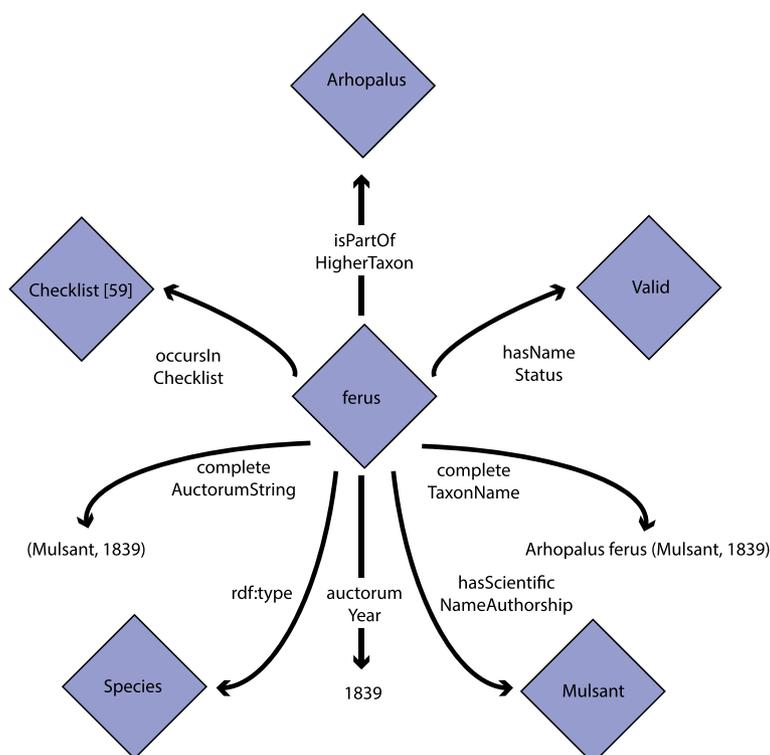 Arhopalus
isPartOf
HigherTaxon
Checklist [59]
Valid
occursIn
Checklist
hasName
Status
ferus
complete
AuctorumString
complete
TaxonName
(Mulsant, 1839)
Arhopalus ferus (Mulsant, 1839)
rdf:type
auctorum
Year
hasScientific
NameAuthorship
Species
1839
Mulsant